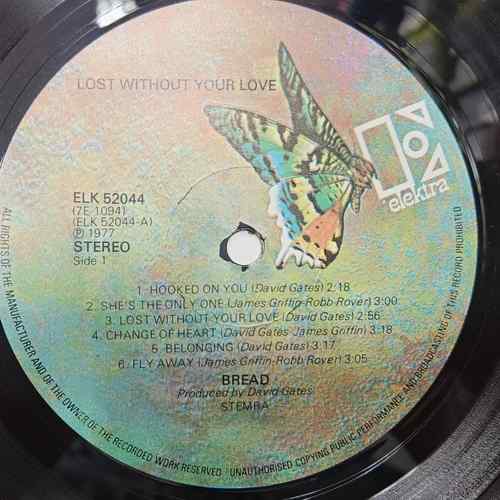 LOST WITHOUT YOUR LOVE
elektra
ELK 52044
(7E 1094)
(ELK 52044-A)
Ⓟ 1977
STEREO
Side 1
1. HOOKED ON YOU (David Gates) 2:18
2. SHE'S THE ONLY ONE (James Griffin-Robb Royer) 3:00
3. LOST WITHOUT YOUR LOVE (David Gates) 2:56
4. CHANGE OF HEART (David Gates-James Griffin) 3:18
5. BELONGING (David Gates) 3:17
6. FLY AWAY (James Griffin-Robb Royer) 3:05
BREAD
Produced by David Gates
STEMRA
ALL RIGHTS OF THE MANUFACTURER AND OF THE OWNER OF THE RECORDED WORK RESERVED UNAUTHORISED COPYING PUBLIC PERFORMANCE AND BROADCASTING OF THIS RECORD PROHIBITED